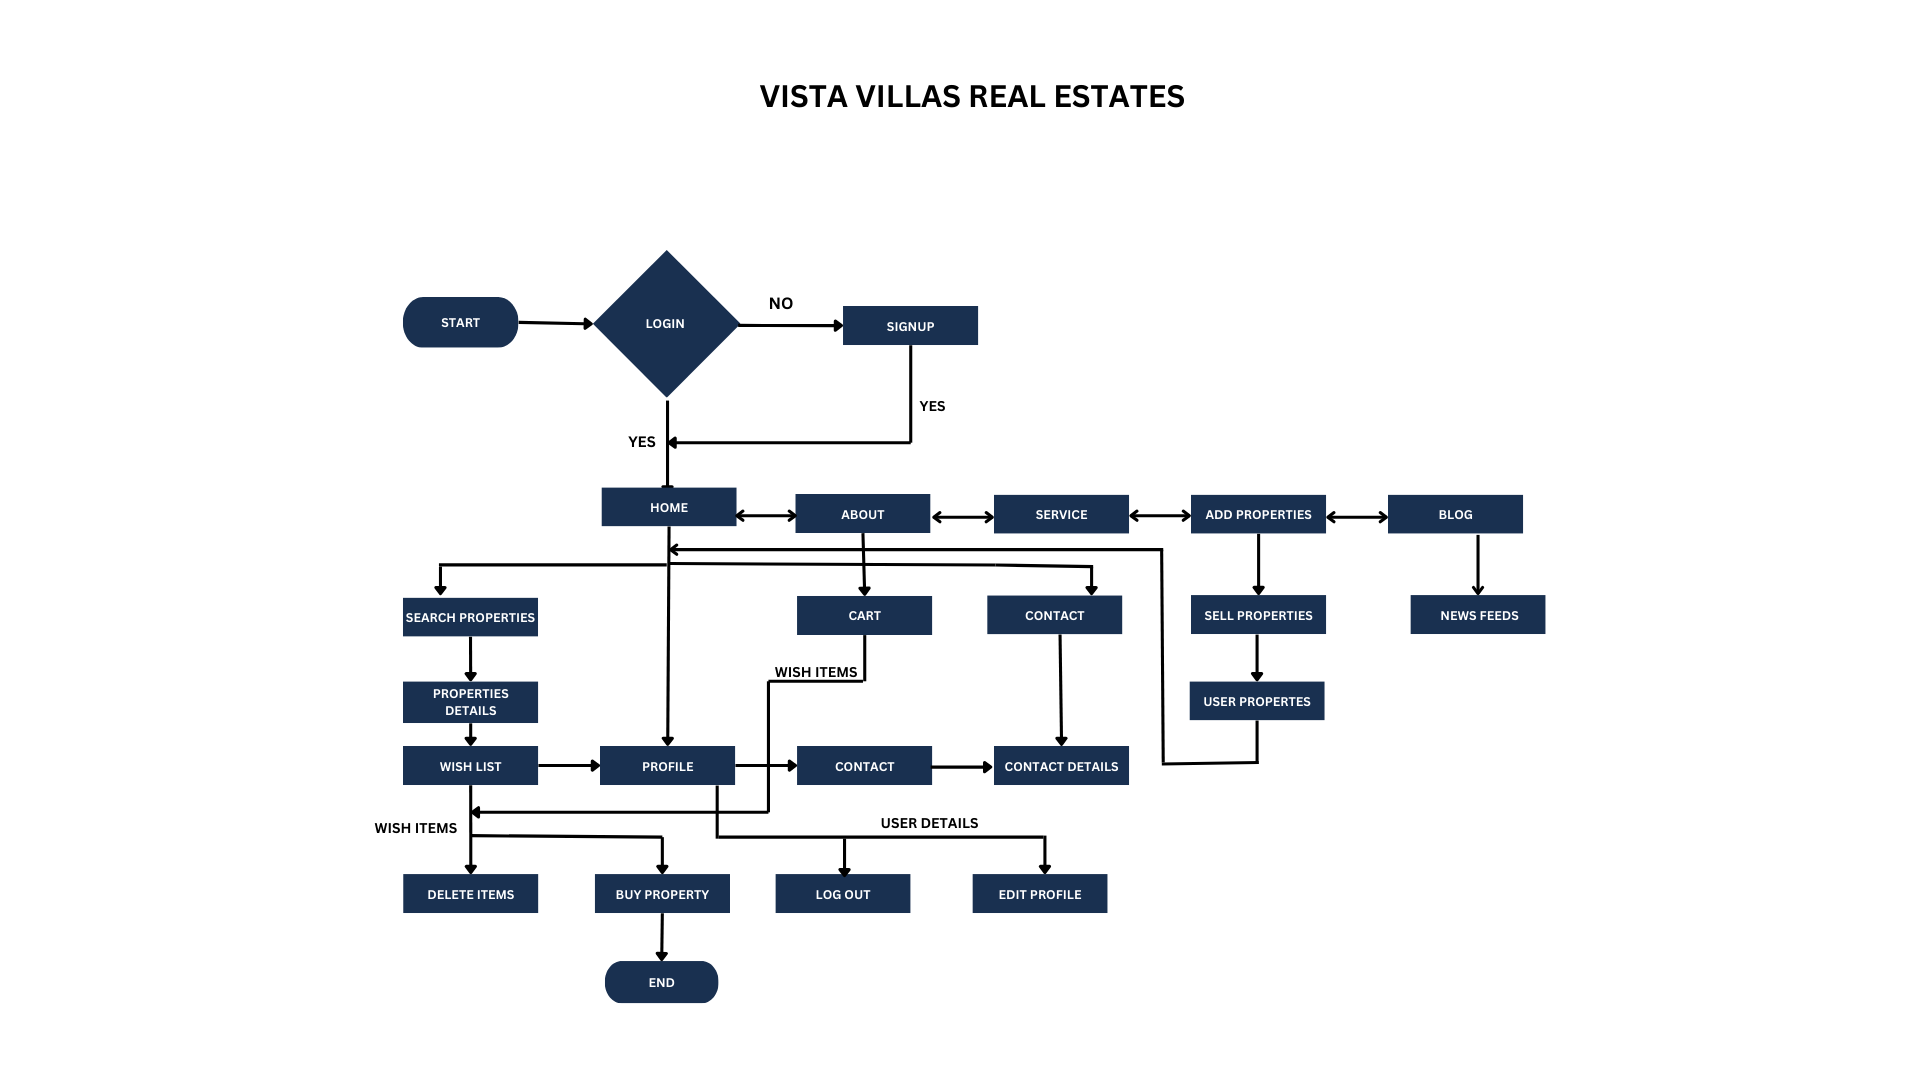 VISTA VILLAS REAL ESTATES
NO
START
LOGIN
SIGNUP
YES
YES
HOME
ABOUT
SERVICE
ADD PROPERTIES
BLOG
SEARCH PROPERTIES
CART
CONTACT
SELL PROPERTIES
NEWS FEEDS
WISH ITEMS
PROPERTIES
DETAILS
USER PROPERTES
WISH LIST
PROFILE
CONTACT
CONTACT DETAILS
WISH ITEMS
USER DETAILS
DELETE ITEMS
BUY PROPERTY
LOG OUT
EDIT PROFILE
END